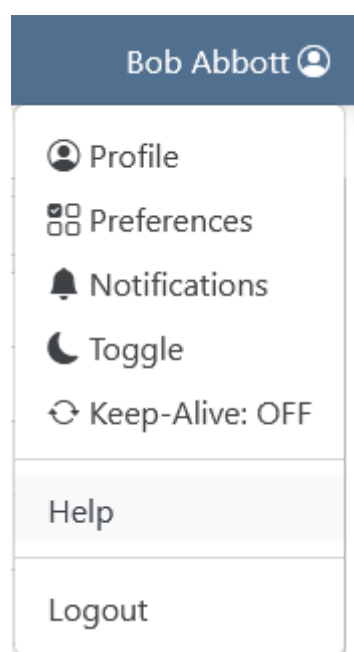 Bob Abbott
Profile
Preferences
Notifications
Toggle
Keep-Alive: OFF
Help
Logout